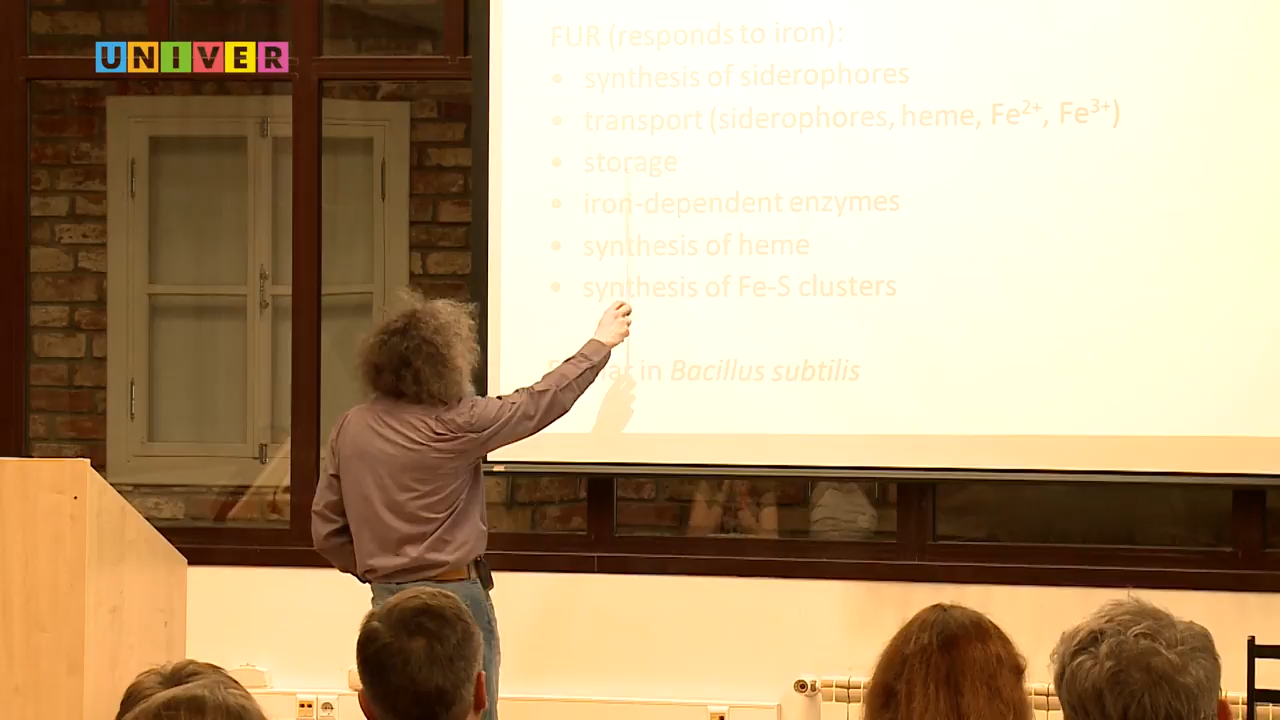 UNIVER
FUR (responds to iron):
• synthesis of siderophores
• transport (siderophores, heme, Fe²⁺, Fe³⁺)
• storage
• iron-dependent enzymes
• synthesis of heme
• synthesis of Fe-S clusters
in Bacillus subtilis